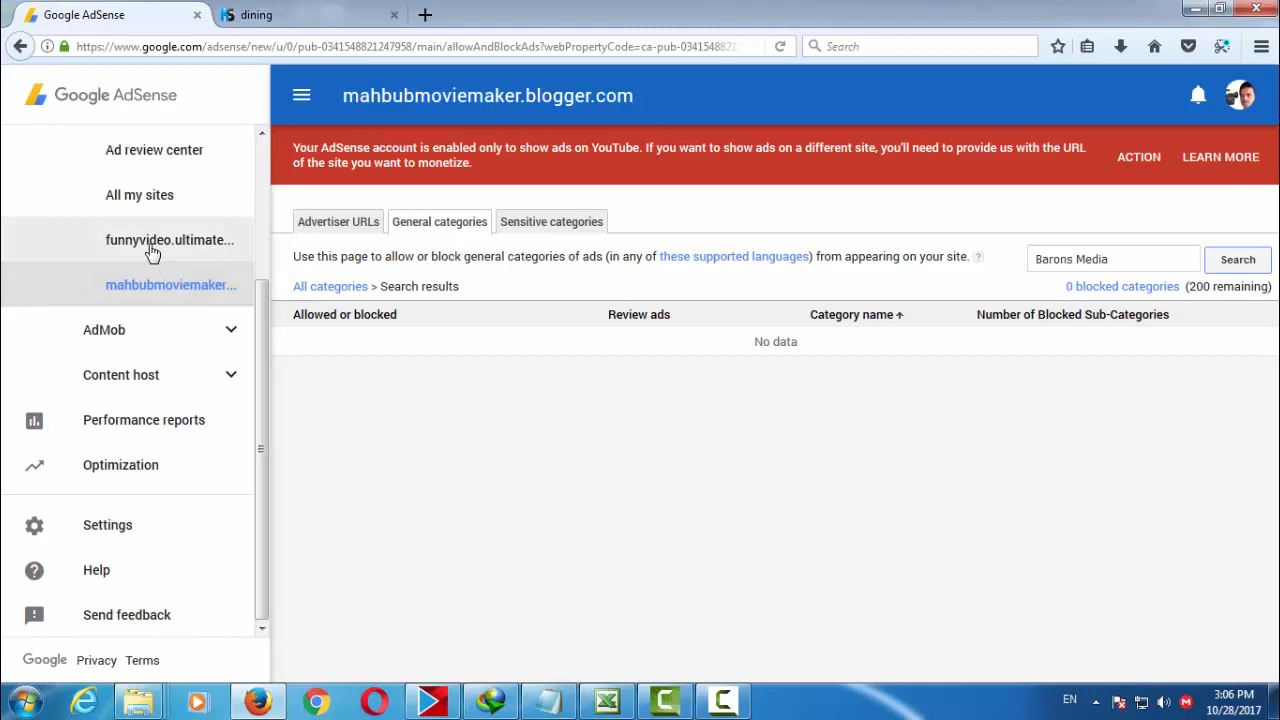 Google AdSense
dining
https://www.google.com/adsense/new/u/0/pub-0341548821247958/main/allowAndBlockAds?webPropertyCode=ca-pub-0341548821
Search
Google AdSense
mahbubmoviemaker.blogger.com
Your AdSense account is enabled only to show ads on YouTube. If you want to show ads on a different site, you'll need to provide us with the URL
of the site you want to monetize.
ACTION
LEARN MORE
Ad review center
All my sites
funnyvideo.ultimate...
mahbubmoviemaker...
AdMob
Content host
Performance reports
Optimization
Settings
Help
Send feedback
Google Privacy Terms
Advertiser URLs
General categories
Sensitive categories
Use this page to allow or block general categories of ads (in any of these supported languages) from appearing on your site. ?
Barons Media
Search
All categories > Search results
0 blocked categories (200 remaining)
Allowed or blocked
Review ads
Category name
Number of Blocked Sub-Categories
No data
EN
3:06 PM
10/28/2017